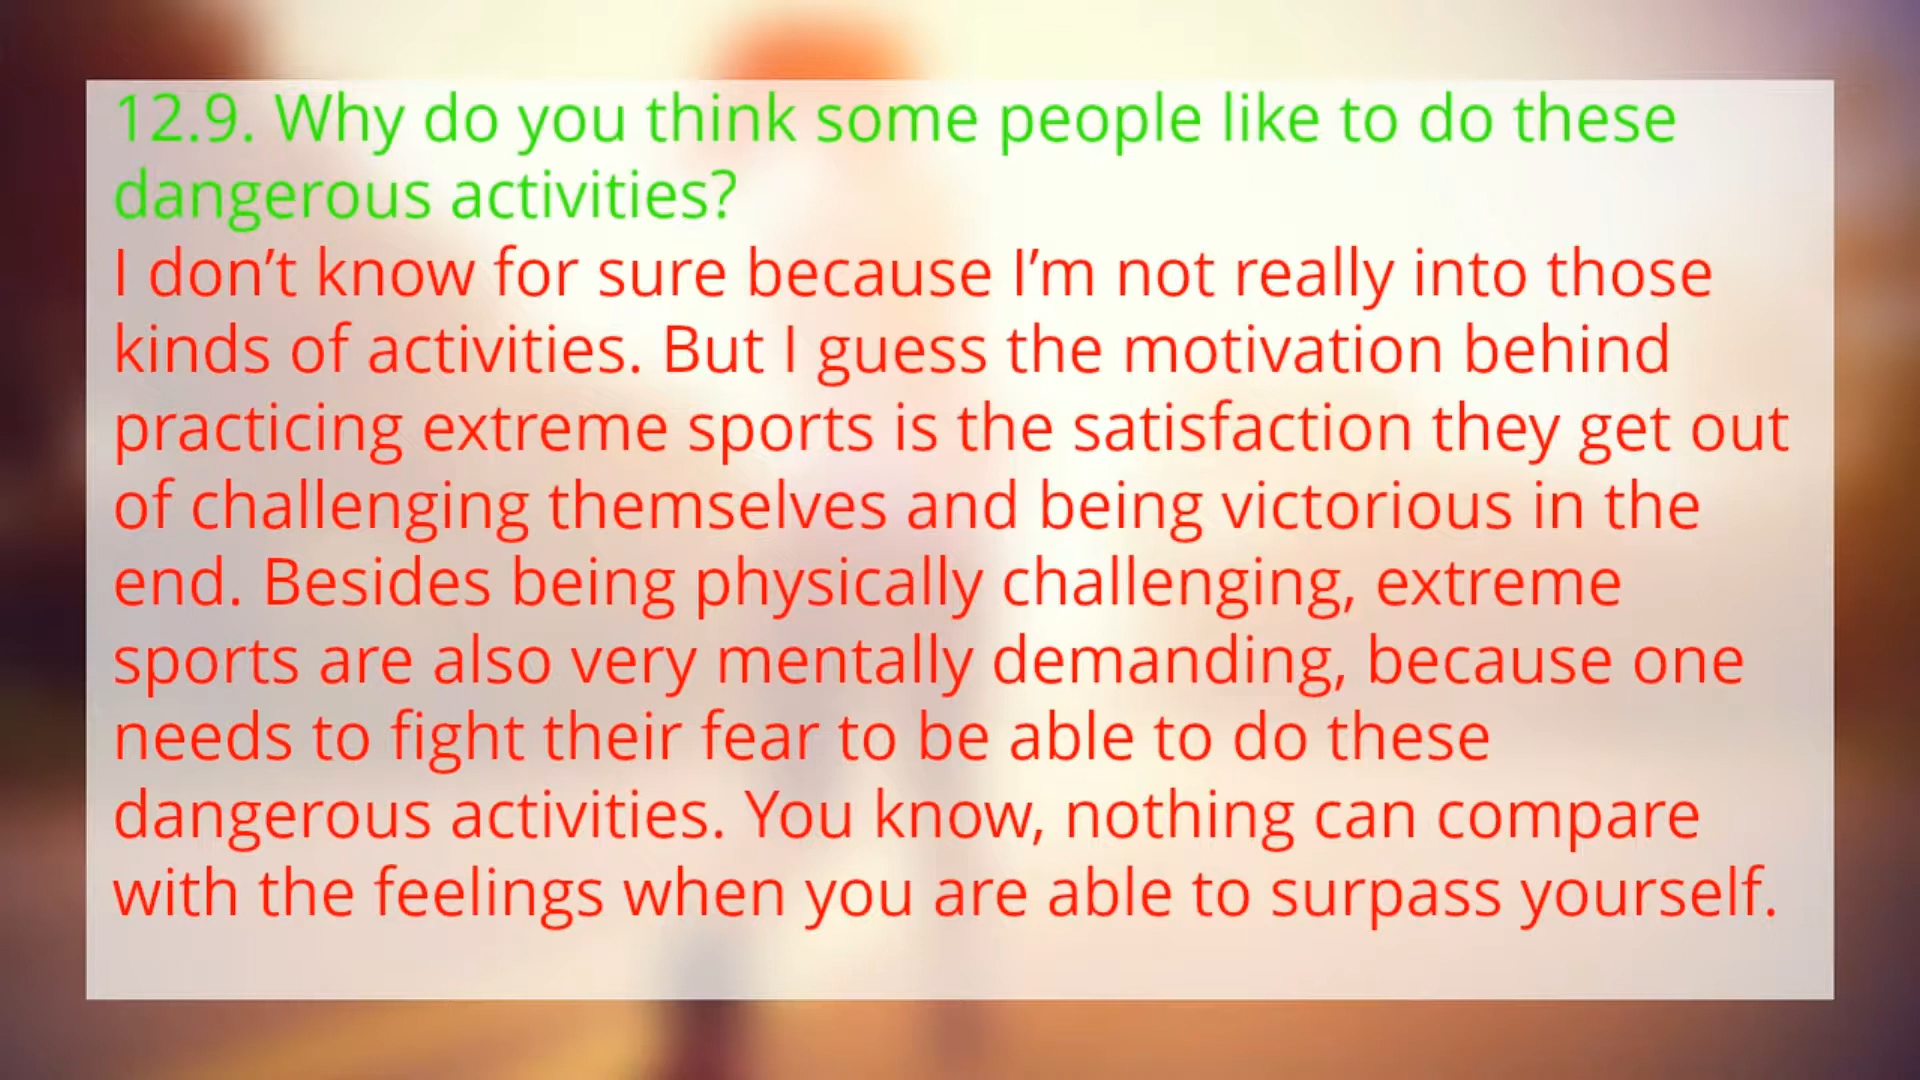 12.9. Why do you think some people like to do these
dangerous activities?
I don’t know for sure because I’m not really into those
kinds of activities. But I guess the motivation behind
practicing extreme sports is the satisfaction they get out
of challenging themselves and being victorious in the
end. Besides being physically challenging, extreme
sports are also very mentally demanding, because one
needs to fight their fear to be able to do these
dangerous activities. You know, nothing can compare
with the feelings when you are able to surpass yourself.